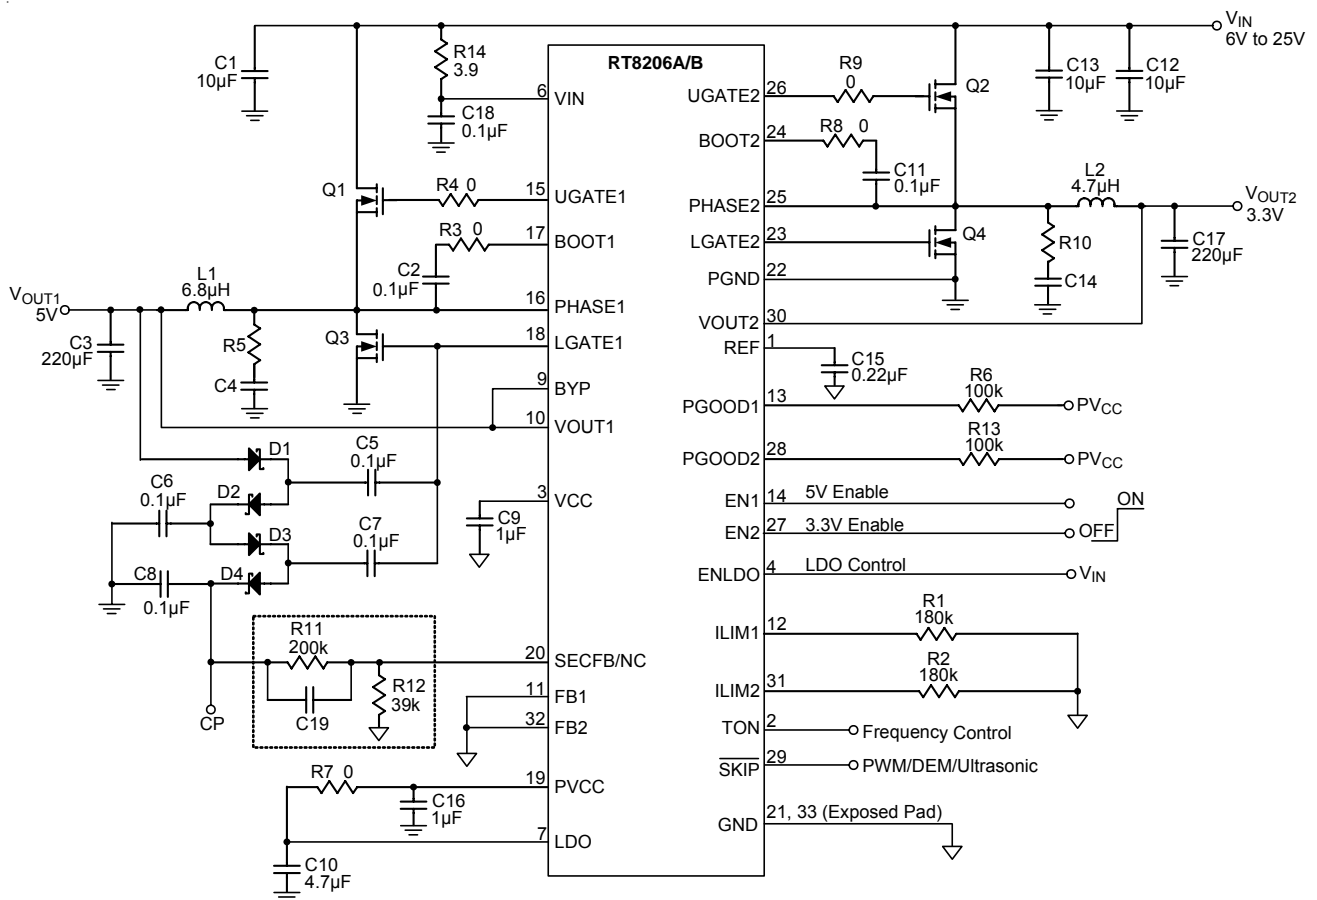 V_IN
6V to 25V
C1
10µF
R14
3.9
C18
0.1µF
RT8206A/B
6 VIN
15 UGATE1
17 BOOT1
16 PHASE1
18 LGATE1
9 BYP
10 VOUT1
3 VCC
20 SECFB/NC
11 FB1
32 FB2
19 PVCC
7 LDO
UGATE2 26
BOOT2 24
PHASE2 25
LGATE2 23
PGND 22
VOUT2 30
REF 1
PGOOD1 13
PGOOD2 28
EN1 14
EN2 27
ENLDO 4
ILIM1 12
ILIM2 31
TON 2
SKIP 29
GND 21, 33 (Exposed Pad)
Q1
R4 0
R3 0
C2
0.1µF
L1
6.8µH
V_OUT1
5V
C3
220µF
R5
C4
Q3
D1
C5
0.1µF
C6
0.1µF
D2
D3
C7
0.1µF
C8
0.1µF
D4
C9
1µF
R11
200k
C19
R12
39k
CP
R7 0
C16
1µF
C10
4.7µF
R9
0
Q2
C13
10µF
C12
10µF
R8 0
C11
0.1µF
L2
4.7µH
V_OUT2
3.3V
Q4
R10
C14
C17
220µF
C15
0.22µF
R6
100k
PV_CC
R13
100k
PV_CC
5V Enable
3.3V Enable
ON
OFF
LDO Control
V_IN
R1
180k
R2
180k
Frequency Control
PWM/DEM/Ultrasonic